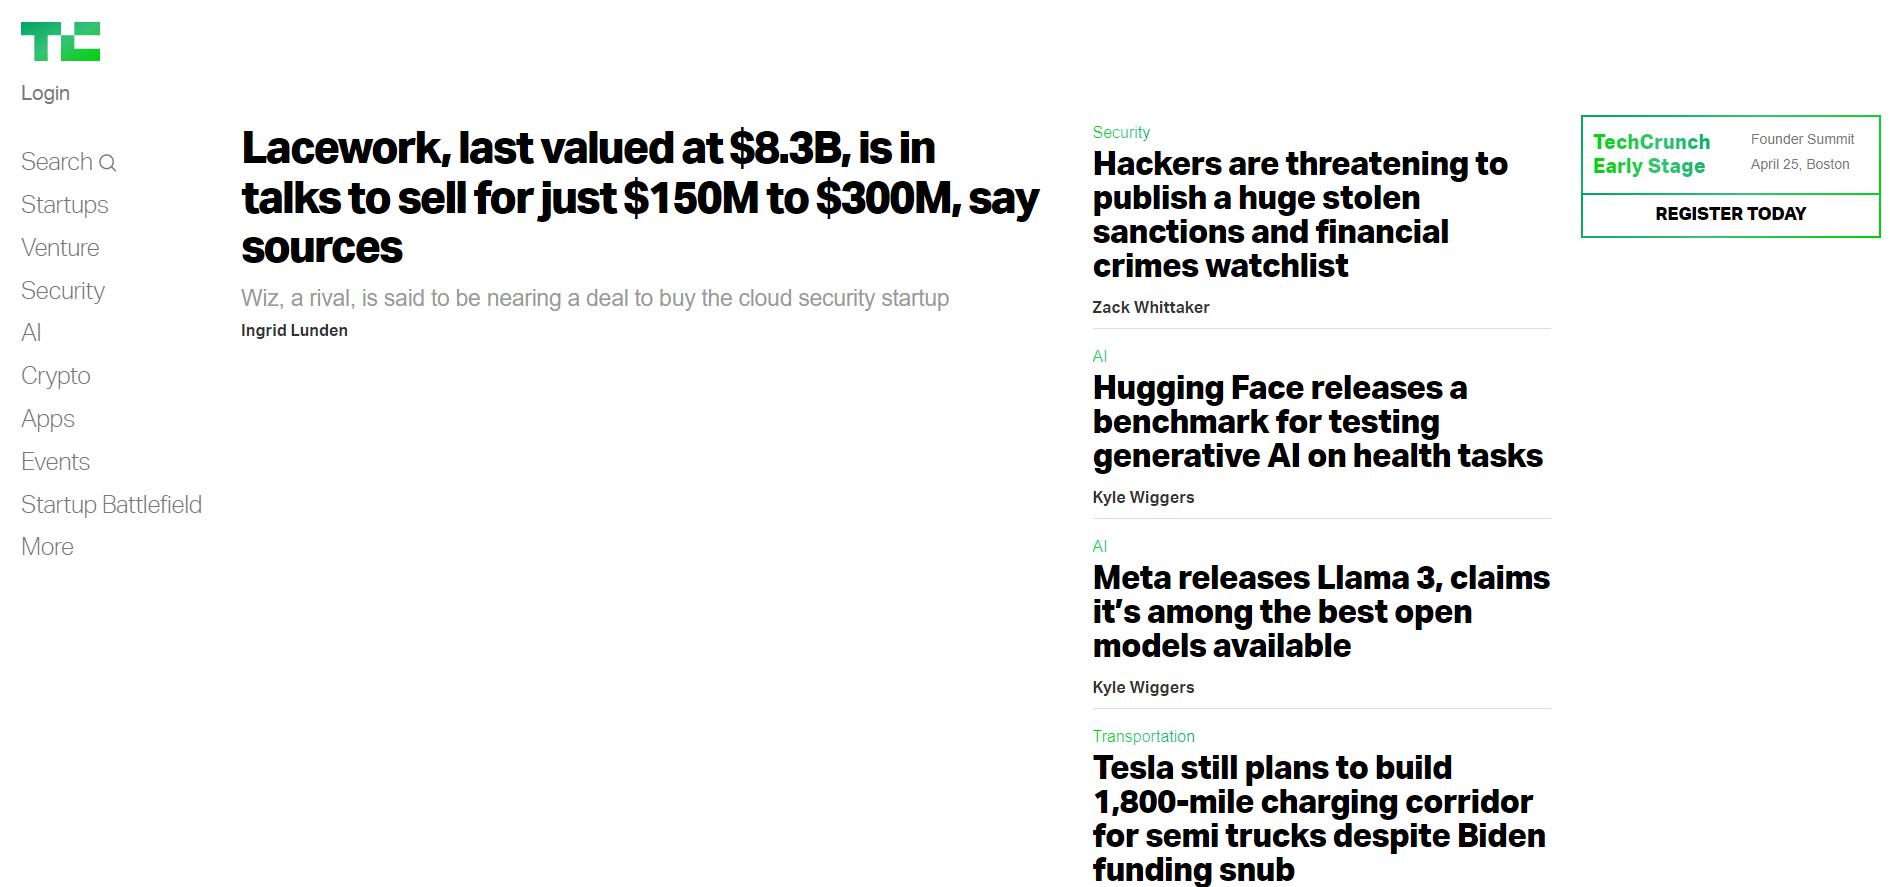 TC
Login
Search
Startups
Venture
Security
AI
Crypto
Apps
Events
Startup Battlefield
More
Lacework, last valued at $8.3B, is in
talks to sell for just $150M to $300M, say
sources
Wiz, a rival, is said to be nearing a deal to buy the cloud security startup
Ingrid Lunden
Security
Hackers are threatening to
publish a huge stolen
sanctions and financial
crimes watchlist
Zack Whittaker
AI
Hugging Face releases a
benchmark for testing
generative AI on health tasks
Kyle Wiggers
AI
Meta releases Llama 3, claims
it’s among the best open
models available
Kyle Wiggers
Transportation
Tesla still plans to build
1,800-mile charging corridor
for semi trucks despite Biden
funding snub
TechCrunch
Early Stage
Founder Summit
April 25, Boston
REGISTER TODAY